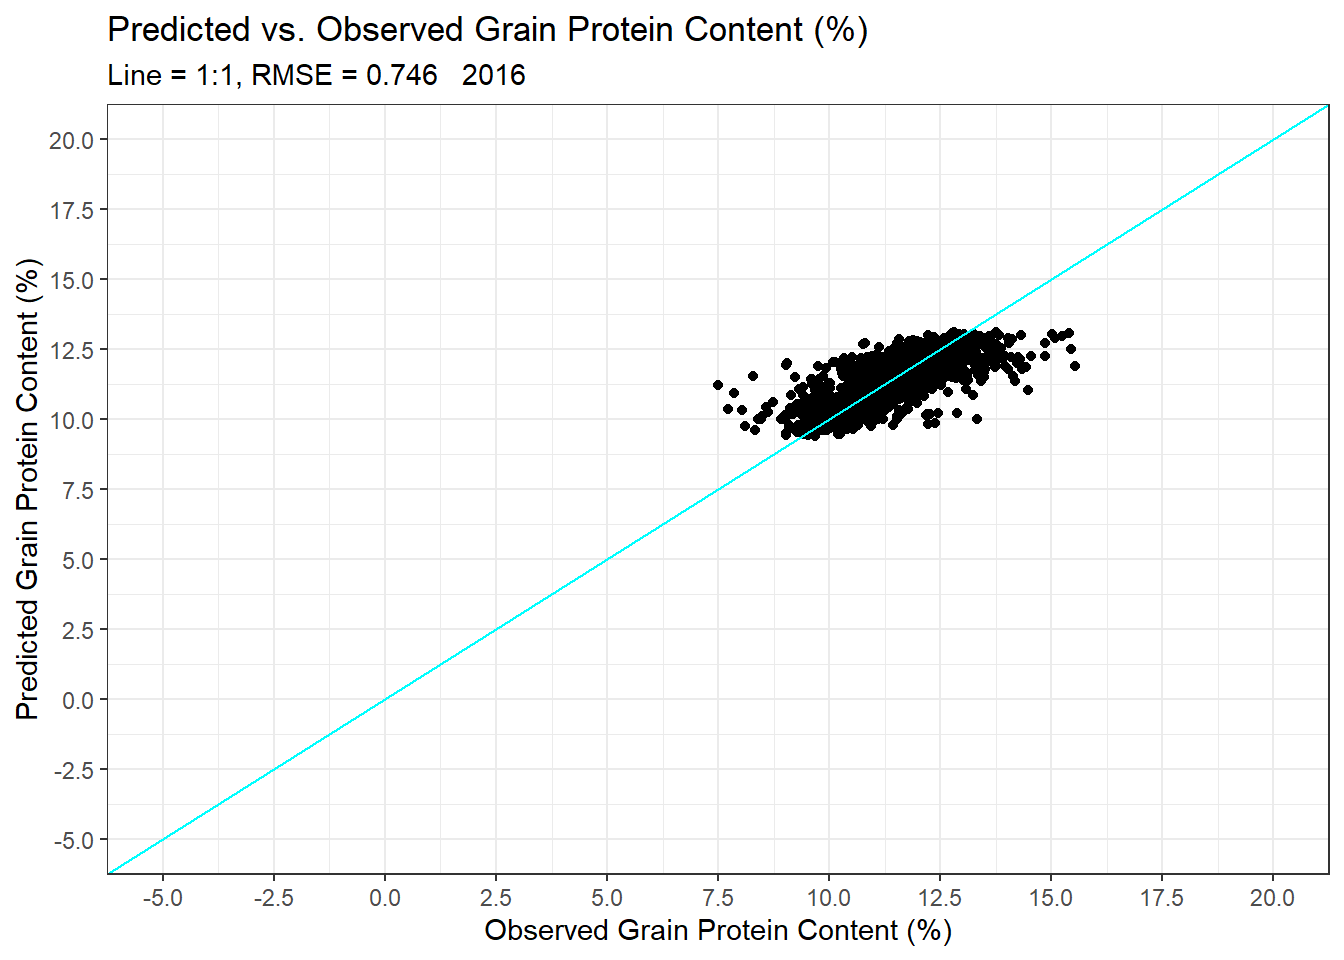 Predicted vs. Observed Grain Protein Content (%)
Line = 1:1, RMSE = 0.746   2016
Predicted Grain Protein Content (%)
20.0
17.5
15.0
12.5
10.0
7.5
5.0
2.5
0.0
-2.5
-5.0
-5.0 -2.5 0.0 2.5 5.0 7.5 10.0 12.5 15.0 17.5 20.0
Observed Grain Protein Content (%)